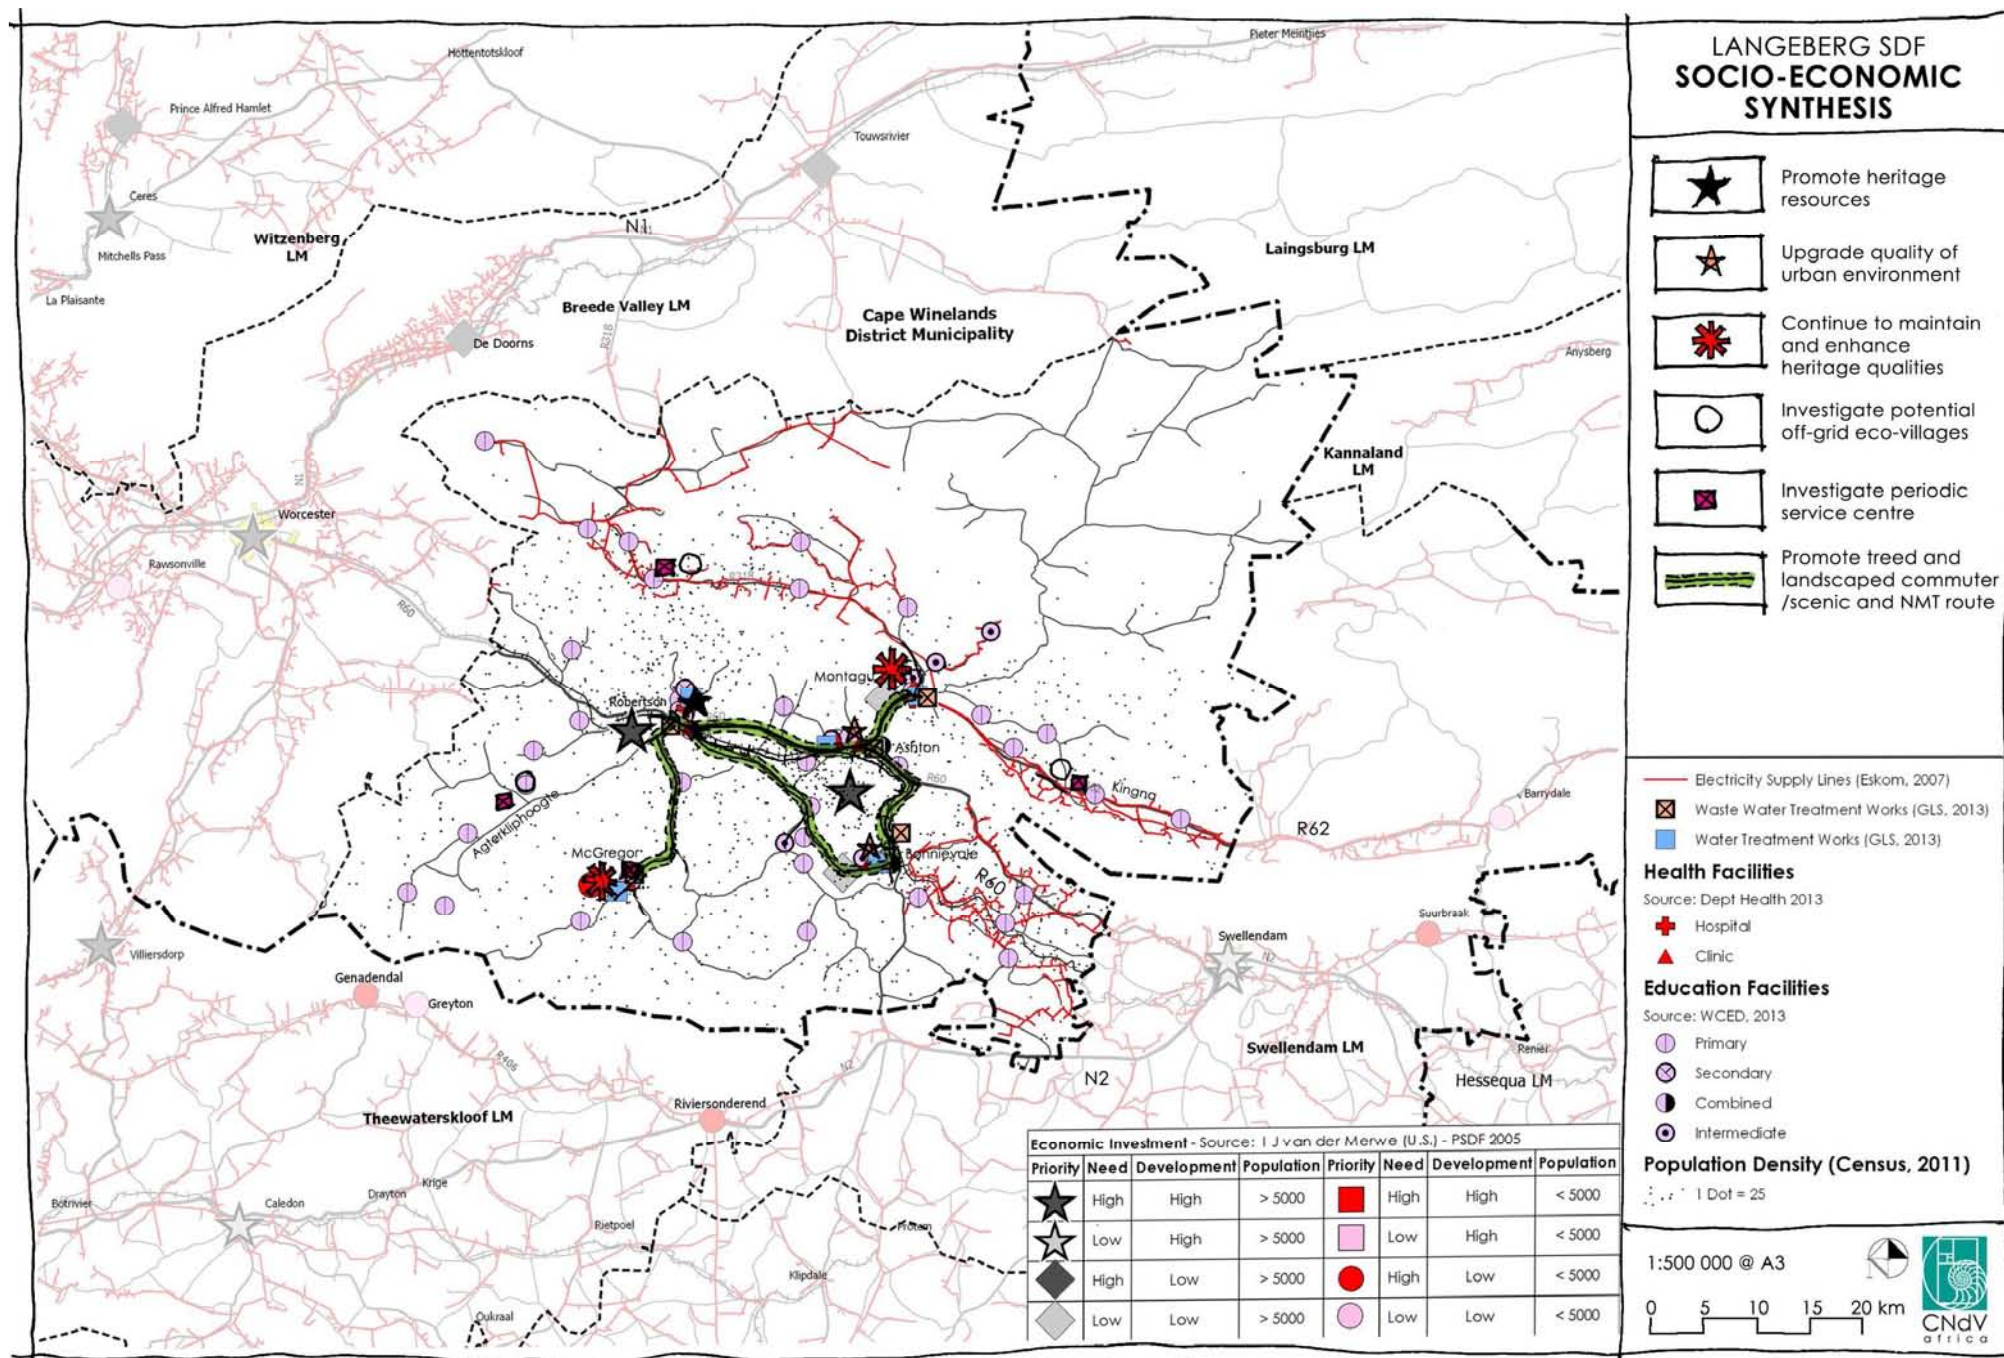 LANGEBERG SDF
SOCIO-ECONOMIC
SYNTHESIS
Promote heritage
resources
Upgrade quality of
urban environment
Continue to maintain
and enhance
heritage qualities
Investigate potential
off-grid eco-villages
Investigate periodic
service centre
Promote treed and
landscaped commuter
/scenic and NMT route
Electricity Supply Lines (Eskom, 2007)
Waste Water Treatment Works (GLS, 2013)
Water Treatment Works (GLS, 2013)
Health Facilities
Source: Dept Health 2013
Hospital
Clinic
Education Facilities
Source: WCED, 2013
Primary
Secondary
Combined
Intermediate
Population Density (Census, 2011)
1 Dot = 25
1:500 000 @ A3
0 5 10 15 20 km
CNdV
africa
Pieter Meintjies
Hottentotskloof
Prince Alfred Hamlet
Touwsrivier
Ceres
Witzenberg
LM
N1
Mitchells Pass
Laingsburg LM
La Plaisante
Breede Valley LM
Cape Winelands
District Municipality
R318
De Doorns
Anysberg
Kannaland
LM
N1
Worcester
Rawsonville
R318
R60
Montagu
Robertson
Ashton
R60
Kingna
Barrydale
R62
Agterkliphoogte
McGregor
Bonnievale
R60
Suurbraak
Swellendam
N2
Villiersdorp
Genadendal
Greyton
R406
Swellendam LM
Renier
N2
N2
Hessequa LM
Riviersonderend
Theewaterskloof LM
Krige
Drayton
Botrivier
Caledon
Rietpoel
Protem
Klipdale
Oukraal
Economic Investment - Source: I J van der Merwe (U.S.) - PSDF 2005
Priority Need Development Population Priority Need Development Population
High High > 5000 High High < 5000
Low High > 5000 Low High < 5000
High Low > 5000 High Low < 5000
Low Low > 5000 Low Low < 5000